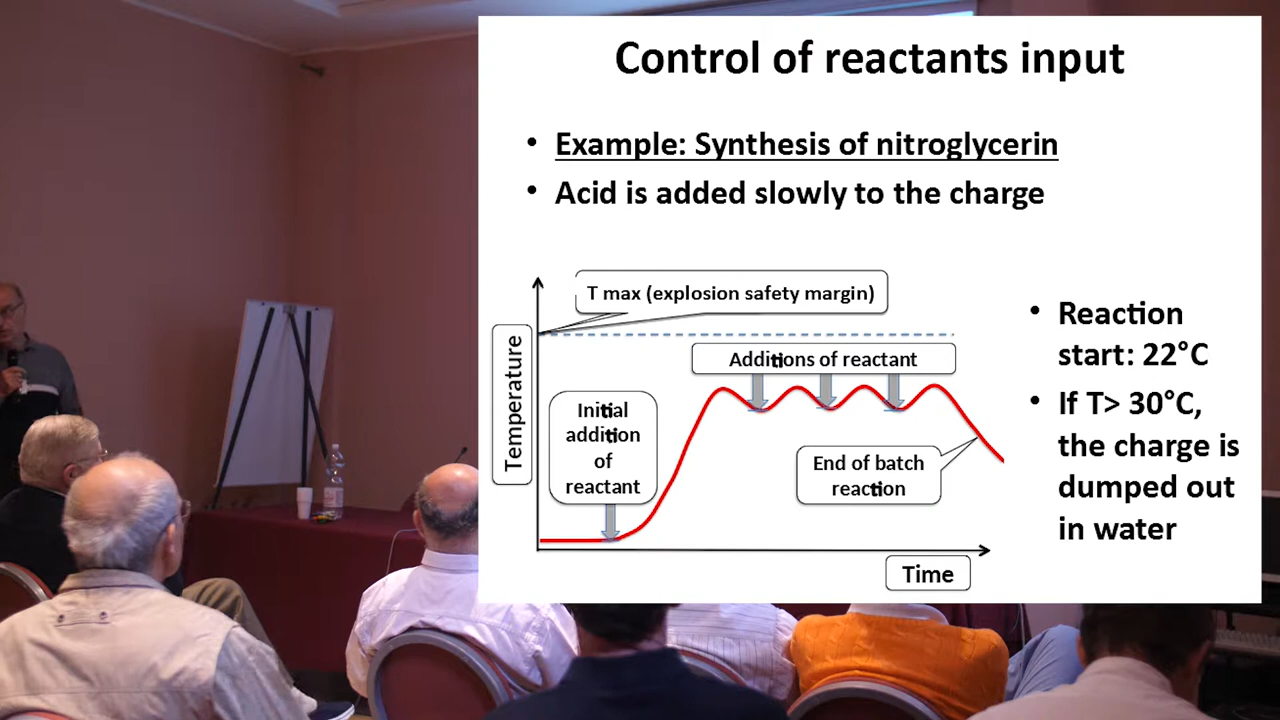 Control of reactants input
• Example: Synthesis of nitroglycerin
• Acid is added slowly to the charge
T max (explosion safety margin)
Additions of reactant
Temperature
Initial
addition
of
reactant
End of batch
reaction
Time
• Reaction
start: 22°C
• If T> 30°C,
the charge is
dumped out
in water